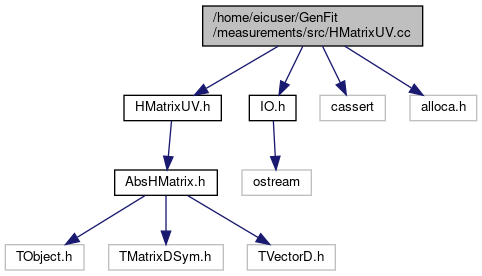 /home/eicuser/GenFit
/measurements/src/HMatrixUV.cc
HMatrixUV.h
IO.h
cassert
alloca.h
AbsHMatrix.h
ostream
TObject.h
TMatrixDSym.h
TVectorD.h